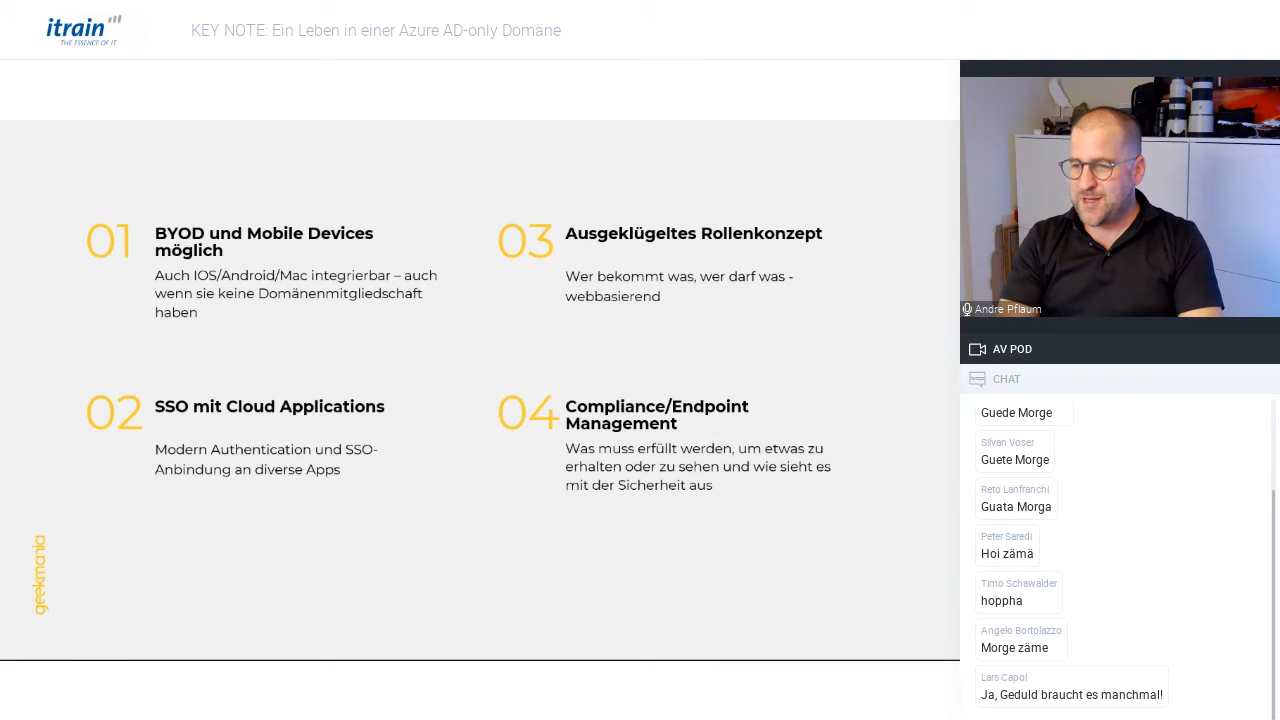 itrain
THE ESSENCE OF IT
KEY NOTE: Ein Leben in einer Azure AD-only Domäne
01
BYOD und Mobile Devices
möglich
Auch IOS/Android/Mac integrierbar – auch
wenn sie keine Domänenmitgliedschaft
haben
02
SSO mit Cloud Applications
Modern Authentication und SSO-
Anbindung an diverse Apps
03
Ausgeklügeltes Rollenkonzept
Wer bekommt was, wer darf was -
webbasierend
04
Compliance/Endpoint
Management
Was muss erfüllt werden, um etwas zu
erhalten oder zu sehen und wie sieht es
mit der Sicherheit aus
geekmania
Andre Pflaum
AV POD
CHAT
Guede Morge
Silvan Voser
Guete Morge
Reto Lanfranchi
Guata Morga
Peter Saredi
Hoi zämä
Timo Schawalder
hoppha
Angelo Bortolazzo
Morge zäme
Lars Capol
Ja, Geduld braucht es manchmal!